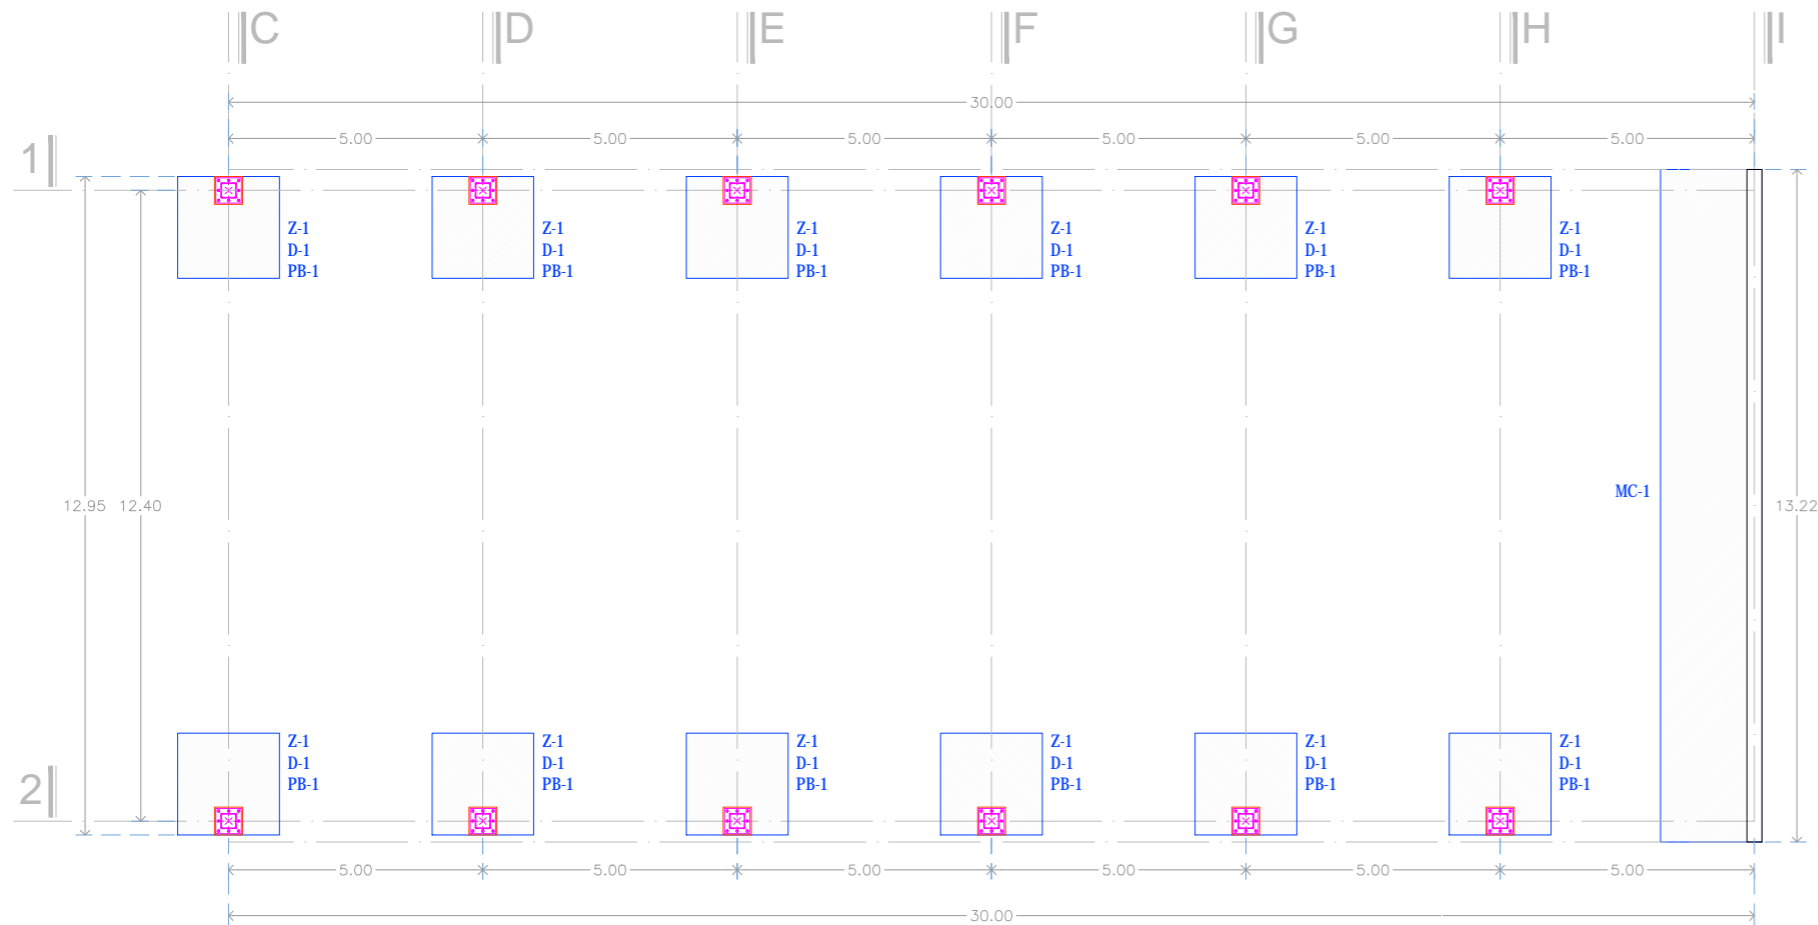 C D E F G H I
30.00
5.00 5.00 5.00 5.00 5.00 5.00
1
Z-1 Z-1 Z-1 Z-1 Z-1 Z-1
D-1 D-1 D-1 D-1 D-1 D-1
PB-1 PB-1 PB-1 PB-1 PB-1 PB-1
MC-1
12.95 12.40 13.22
Z-1 Z-1 Z-1 Z-1 Z-1 Z-1
D-1 D-1 D-1 D-1 D-1 D-1
PB-1 PB-1 PB-1 PB-1 PB-1 PB-1
2
5.00 5.00 5.00 5.00 5.00 5.00
30.00